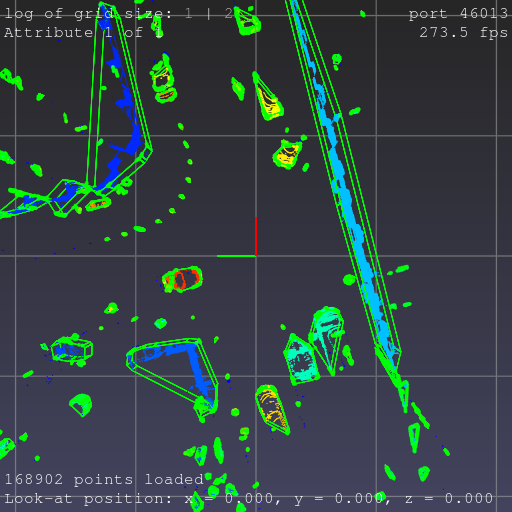 log of grid size: 1 | 2
port 46013
Attribute 1 of 1
273.5 fps
168902 points loaded
Look-at position: x = 0.000, y = 0.000, z = 0.000